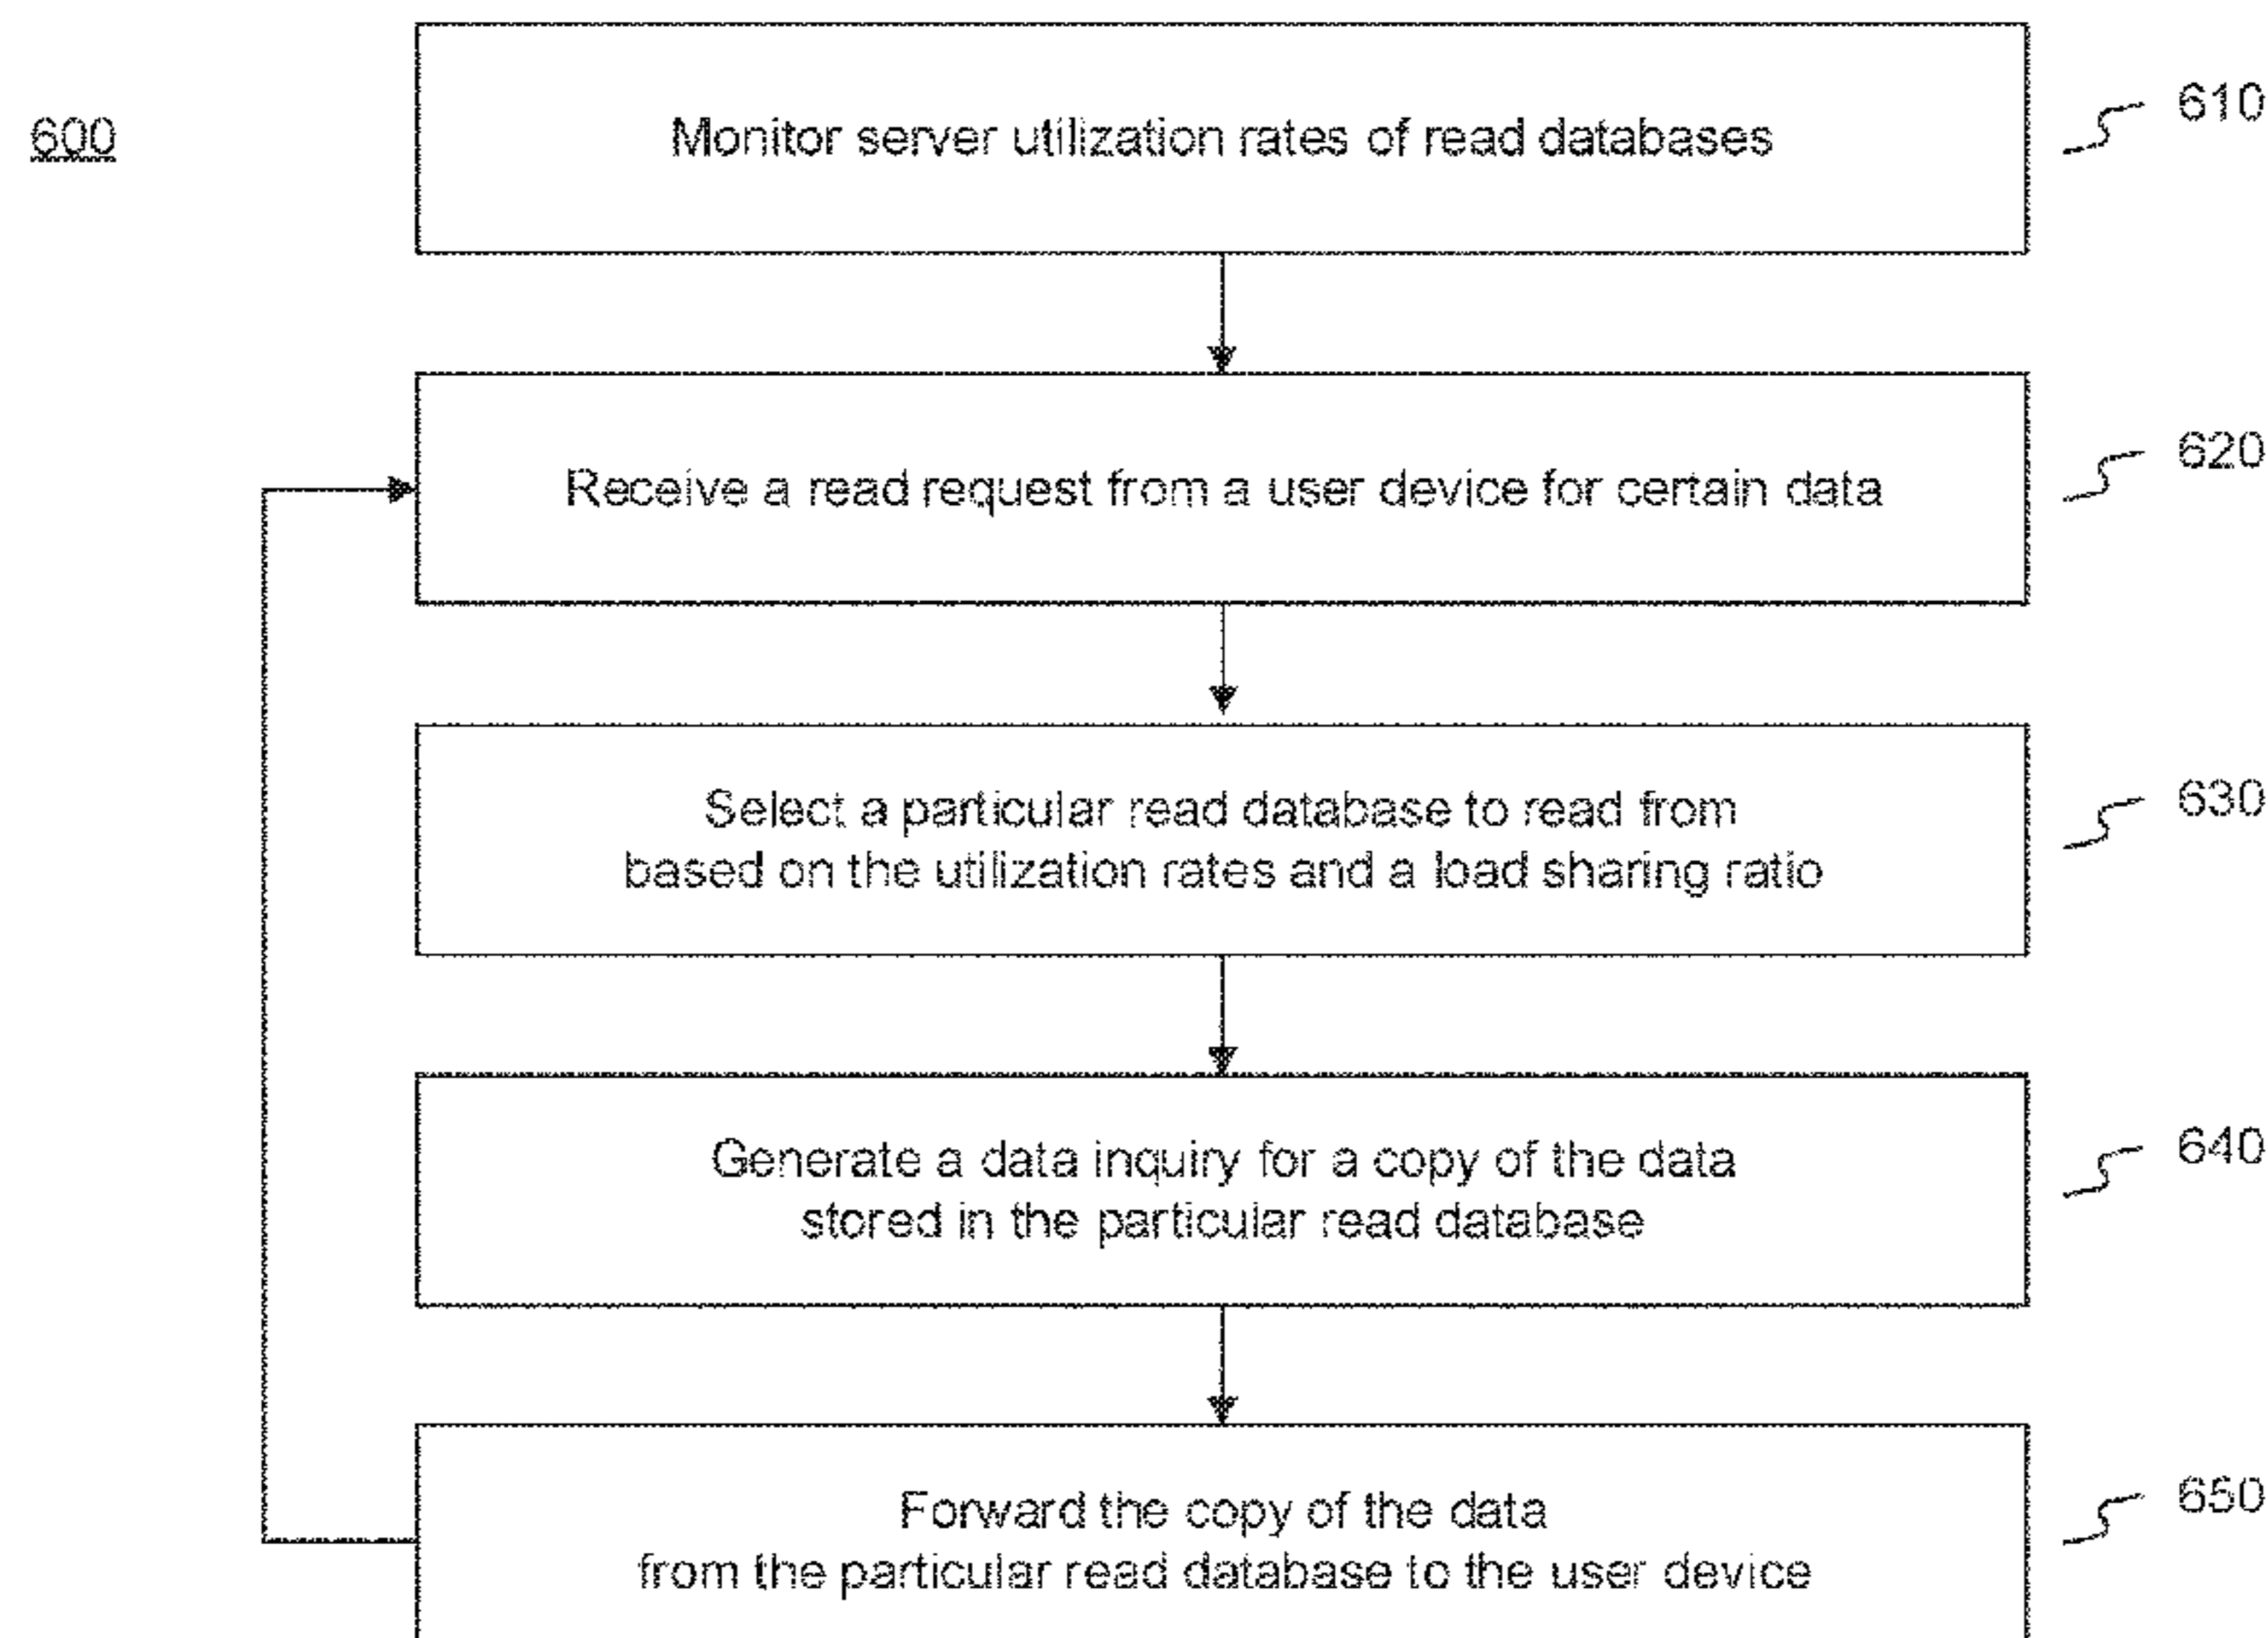 600
Monitor server utilization rates of read databases
610
Receive a read request from a user device for certain data
620
Select a particular read database to read from
based on the utilization rates and a load sharing ratio
630
Generate a data inquiry for a copy of the data
stored in the particular read database
640
Forward the copy of the data
from the particular read database to the user device
650